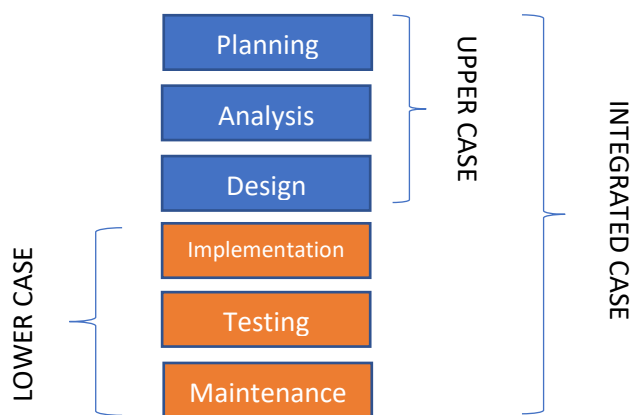 Planning
Analysis
Design
Implementation
Testing
Maintenance
UPPER CASE
INTEGRATED CASE
LOWER CASE